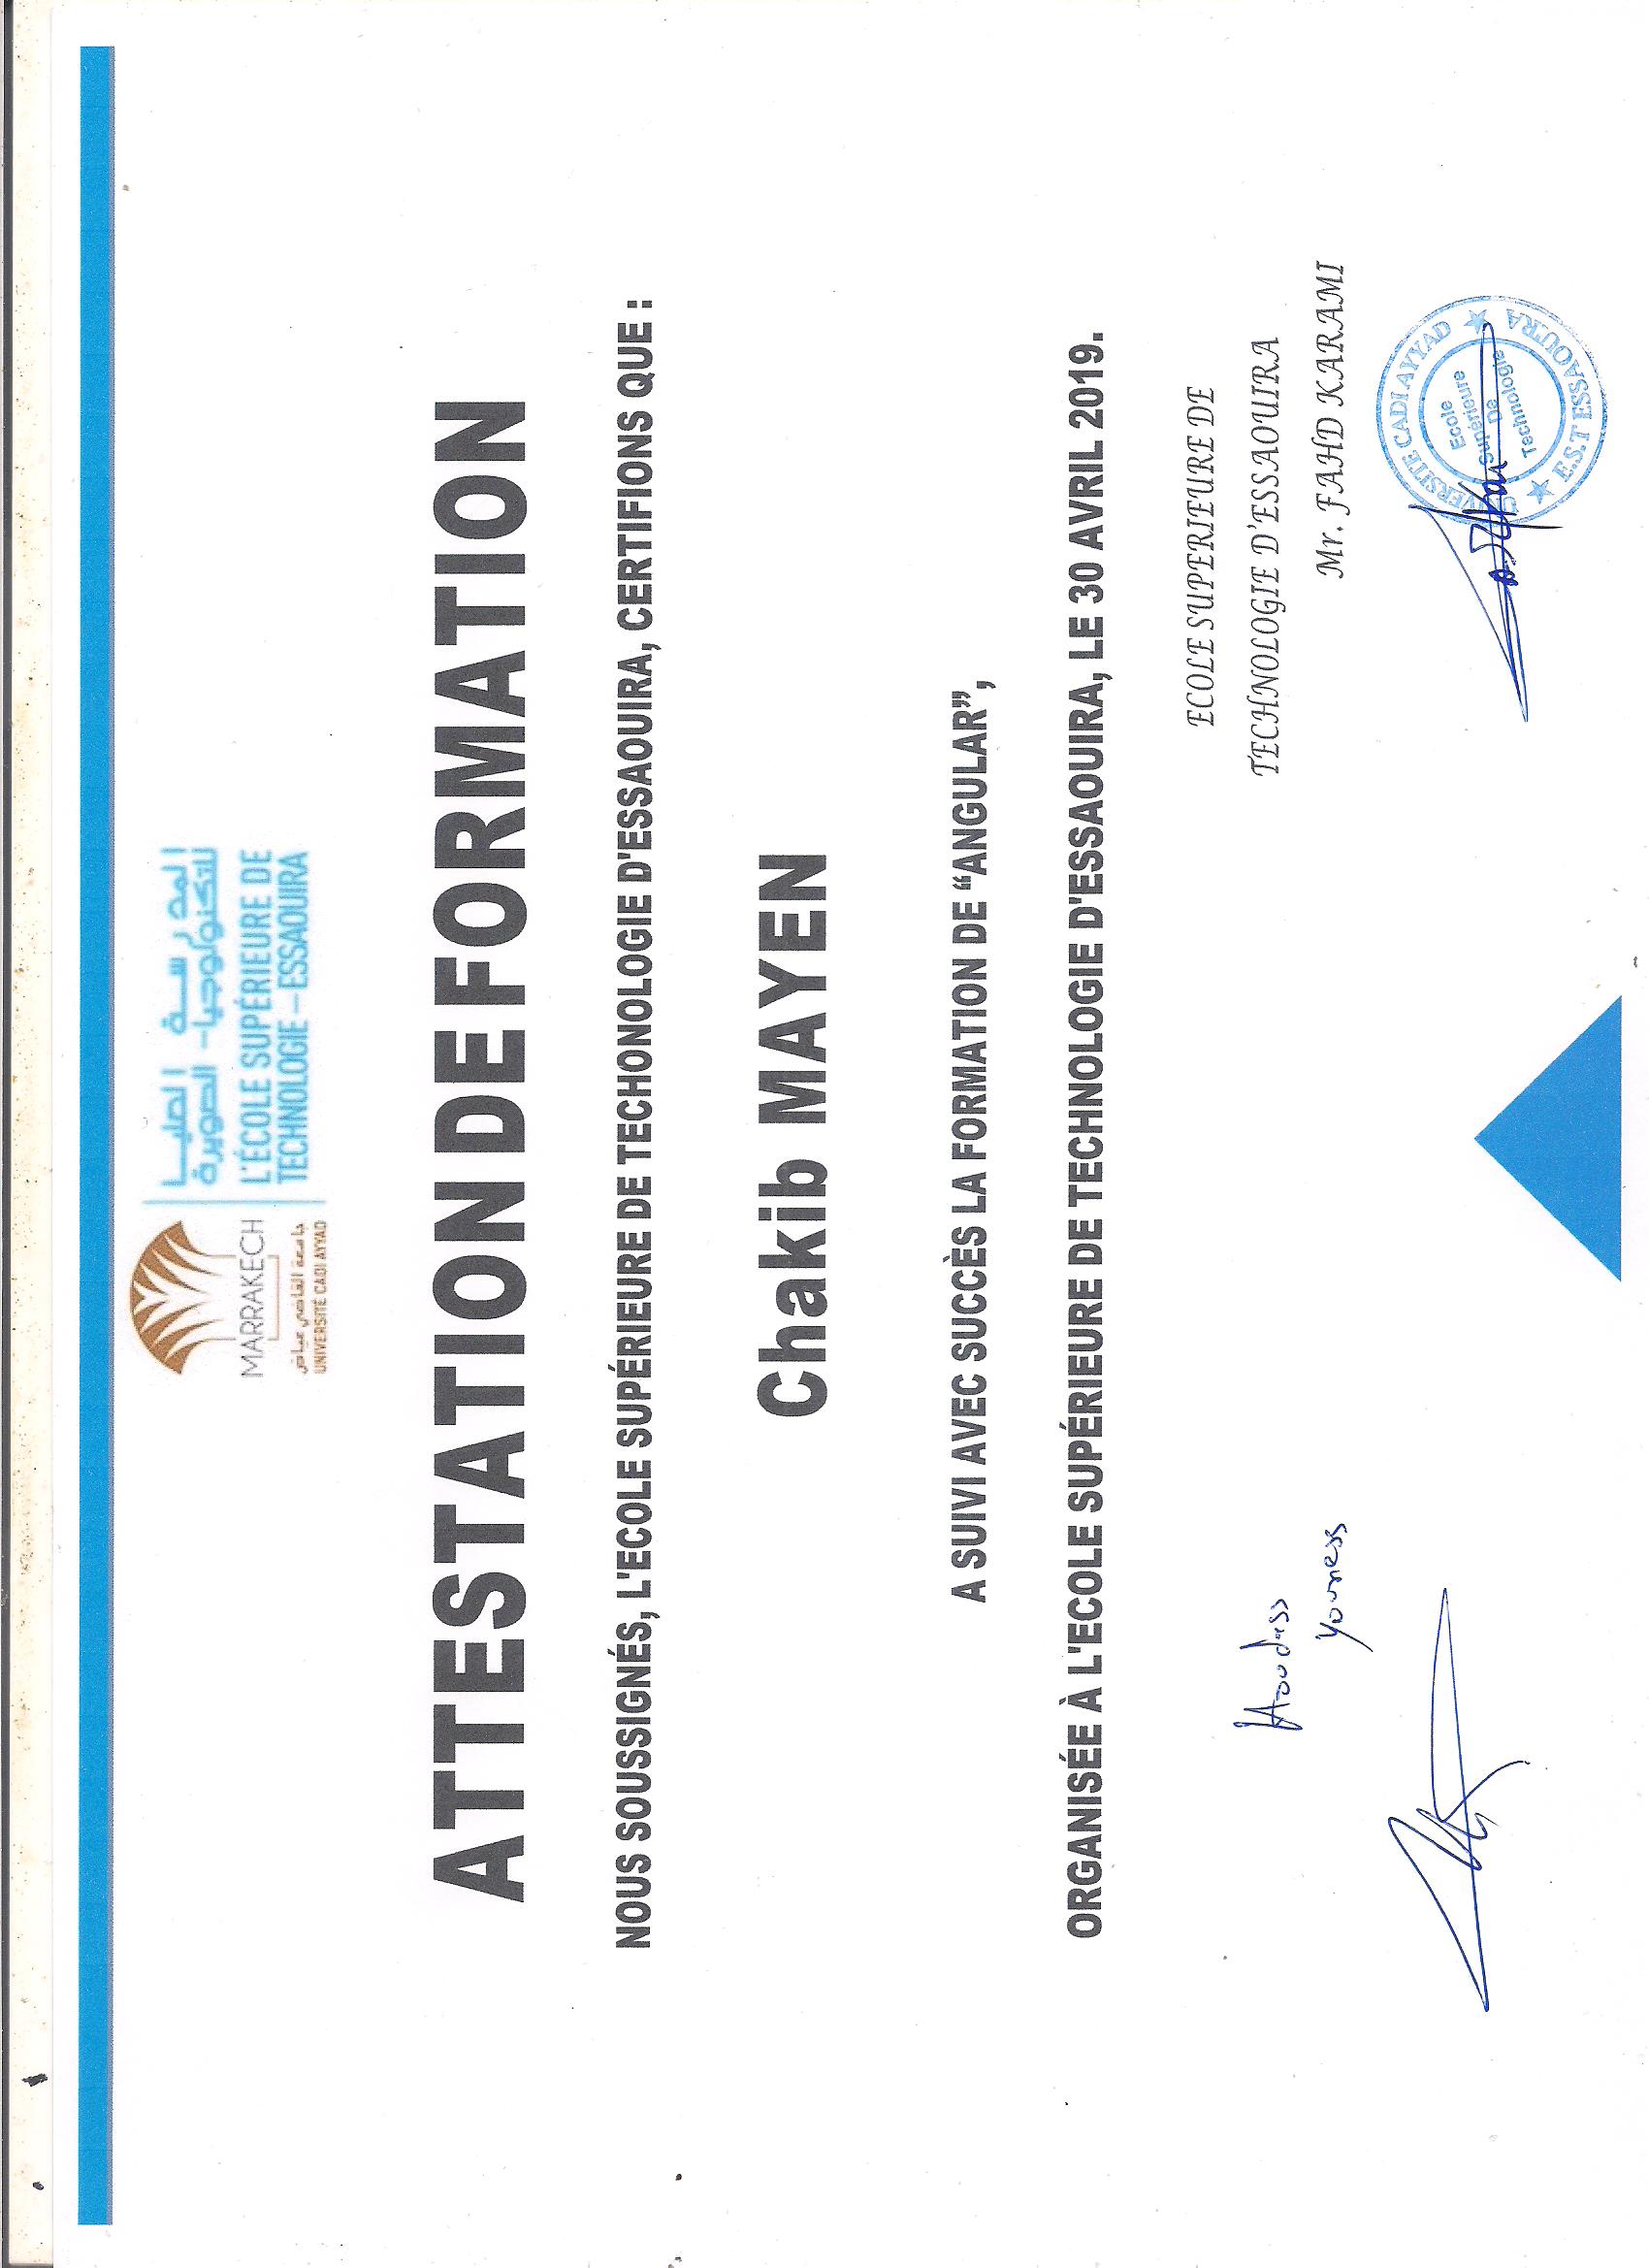 MARRAKECH
جامعة القاضي عياض
UNIVERSITÉ CADI AYYAD
المدرسة العليا
للتكنولوجيا - الصويرة
L'ÉCOLE SUPÉRIEURE DE
TECHNOLOGIE – ESSAOUIRA
ATTESTATION DE FORMATION
NOUS SOUSSIGNÉS, L'ECOLE SUPÉRIEURE DE TECHONOLOGIE D'ESSAOUIRA, CERTIFIONS QUE :
Chakib MAYEN
A SUIVI AVEC SUCCÈS LA FORMATION DE “ANGULAR”,
ORGANISÉE À L'ECOLE SUPÉRIEURE DE TECHNOLOGIE D'ESSAOUIRA, LE 30 AVRIL 2019.
Haoudass
Youness
ECOLE SUPERIEURE DE
TECHNOLOGIE D'ESSAOUIRA
Mr. FAHD KARAMI
UNIVERSITE CADI AYYAD
Ecole
Supérieure
De
Technologie
E.S.T ESSAOUIRA